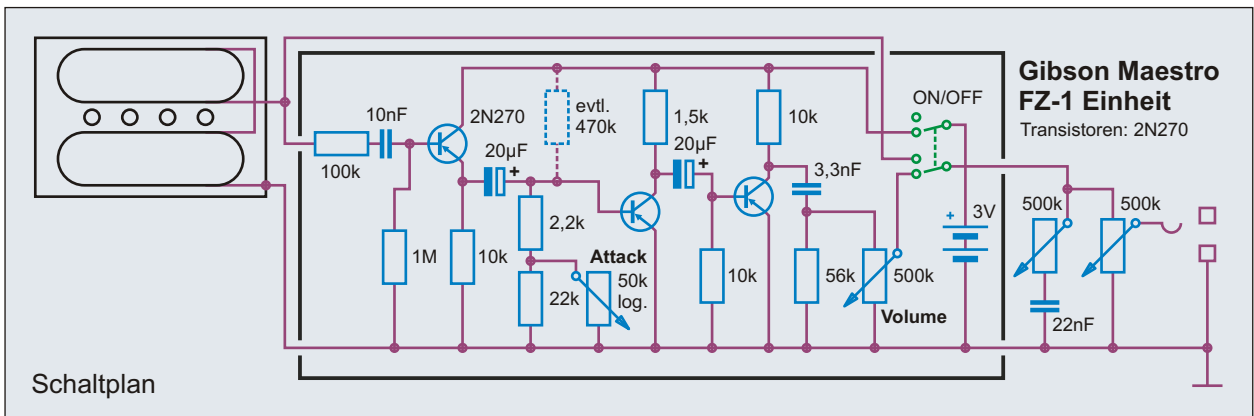 Gibson Maestro
FZ-1 Einheit
Transistoren: 2N270
ON/OFF
10nF
2N270
evtl.
470k
1,5k
10k
100k
20µF
+
20µF
+
3,3nF
2,2k
Attack
50k
log.
1M
10k
22k
10k
56k
500k
Volume
+
3V
500k
500k
22nF
Schaltplan